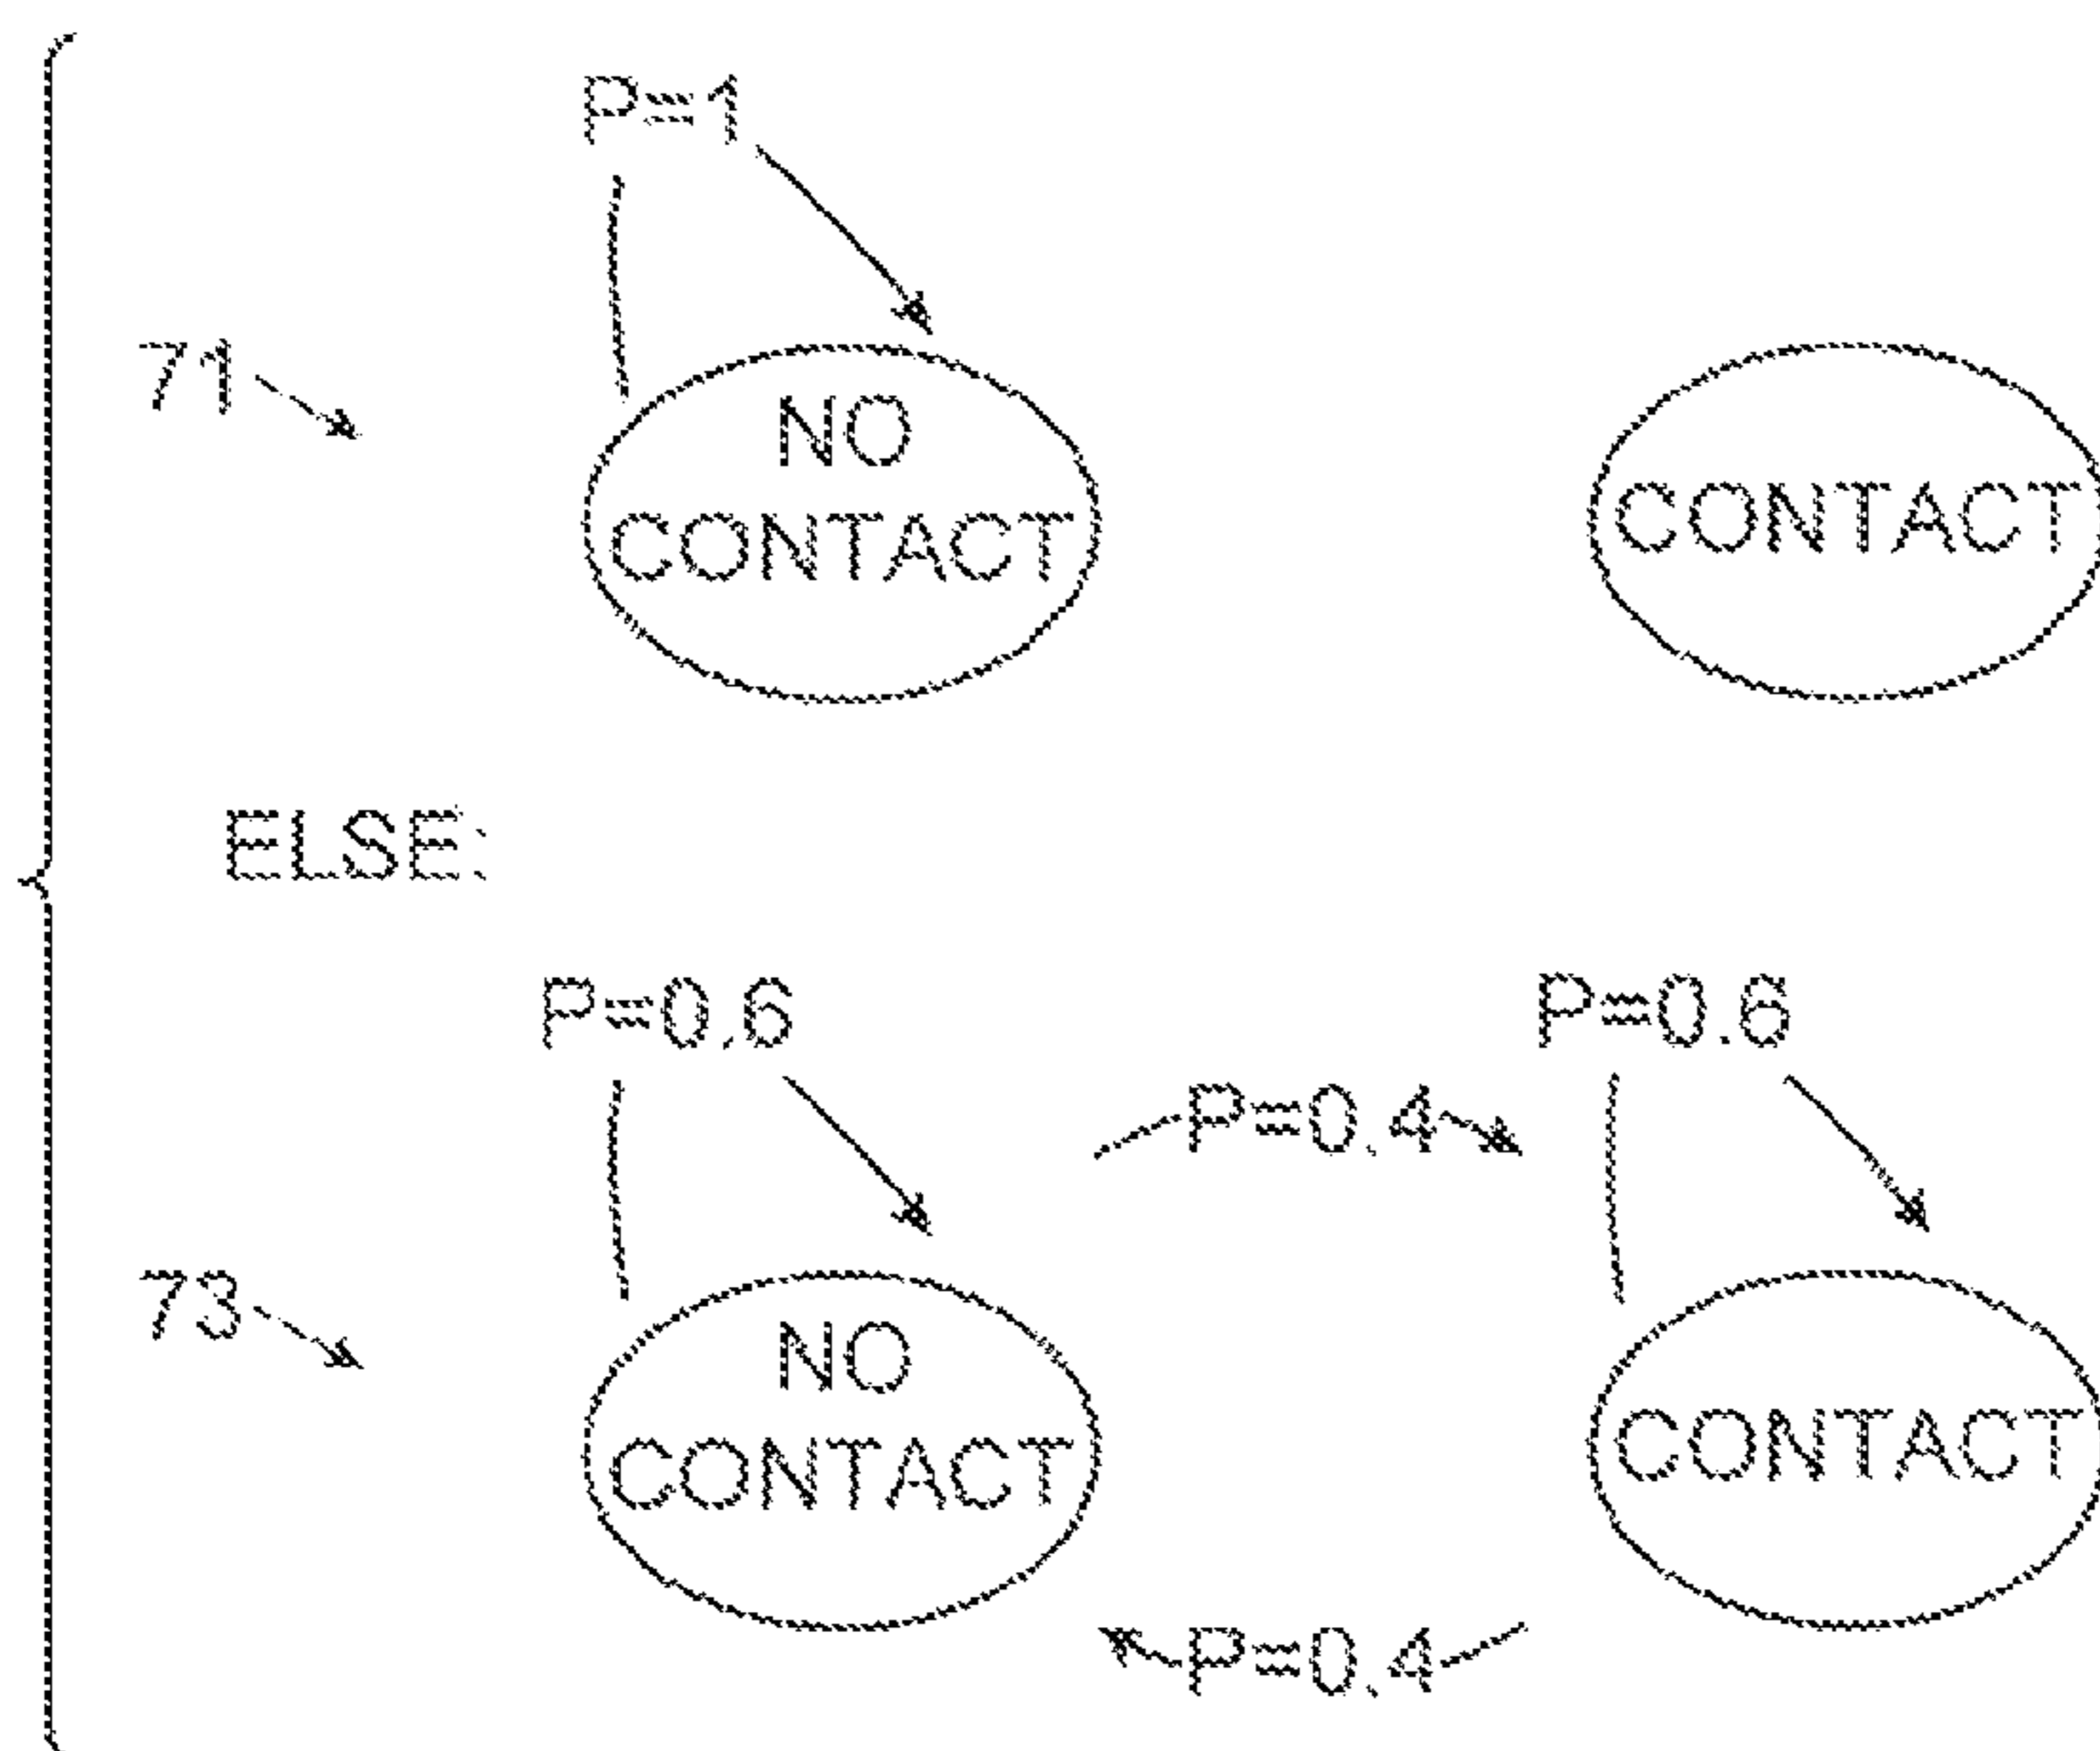 P=1
71
NO
CONTACT
CONTACT
ELSE:
P=0.6
P=0.6
P=0.4
73
NO
CONTACT
CONTACT
P=0.4